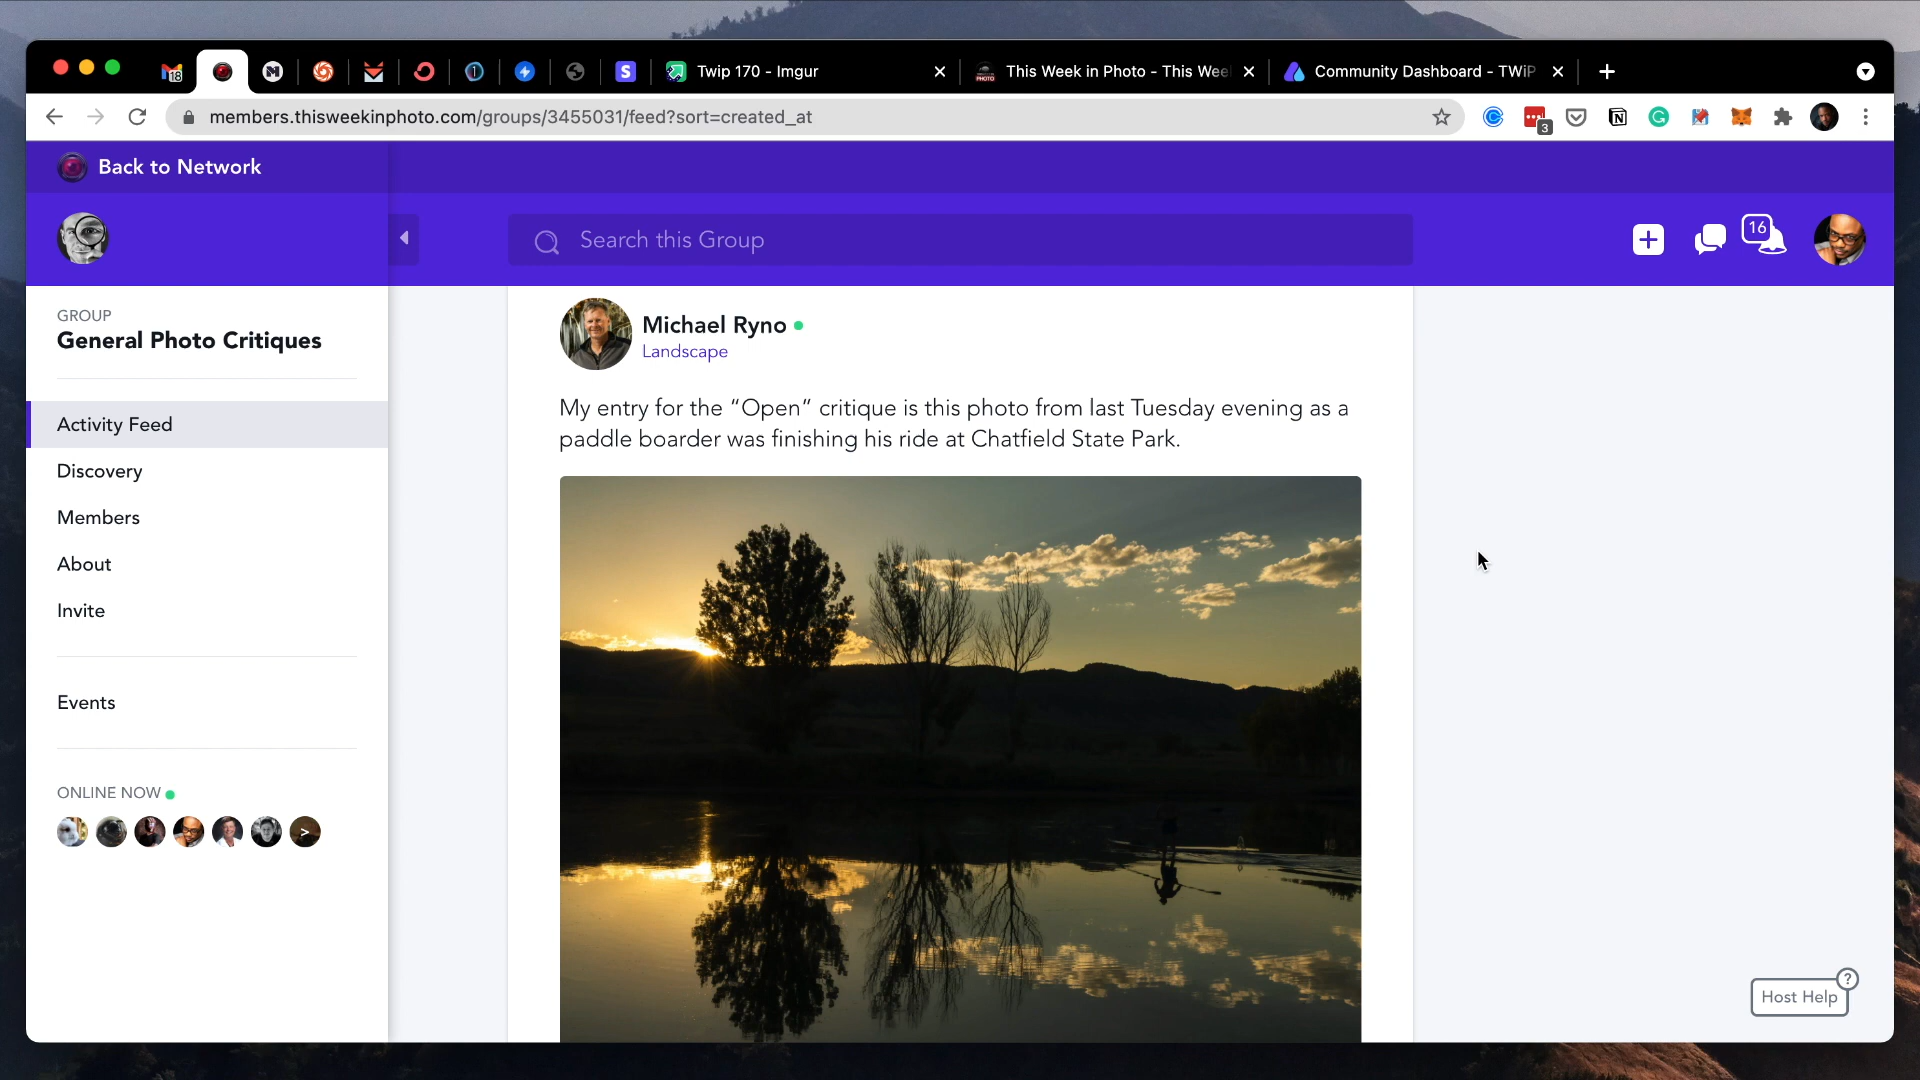 18
Twip 170 - Imgur
This Week in Photo - This Wee
Community Dashboard - TWiP
members.thisweekinphoto.com/groups/3455031/feed?sort=created_at
3
Back to Network
Search this Group
16
GROUP
General Photo Critiques
Activity Feed
Discovery
Members
About
Invite
Events
ONLINE NOW
Michael Ryno
Landscape
My entry for the “Open” critique is this photo from last Tuesday evening as a
paddle boarder was finishing his ride at Chatfield State Park.
?
Host Help